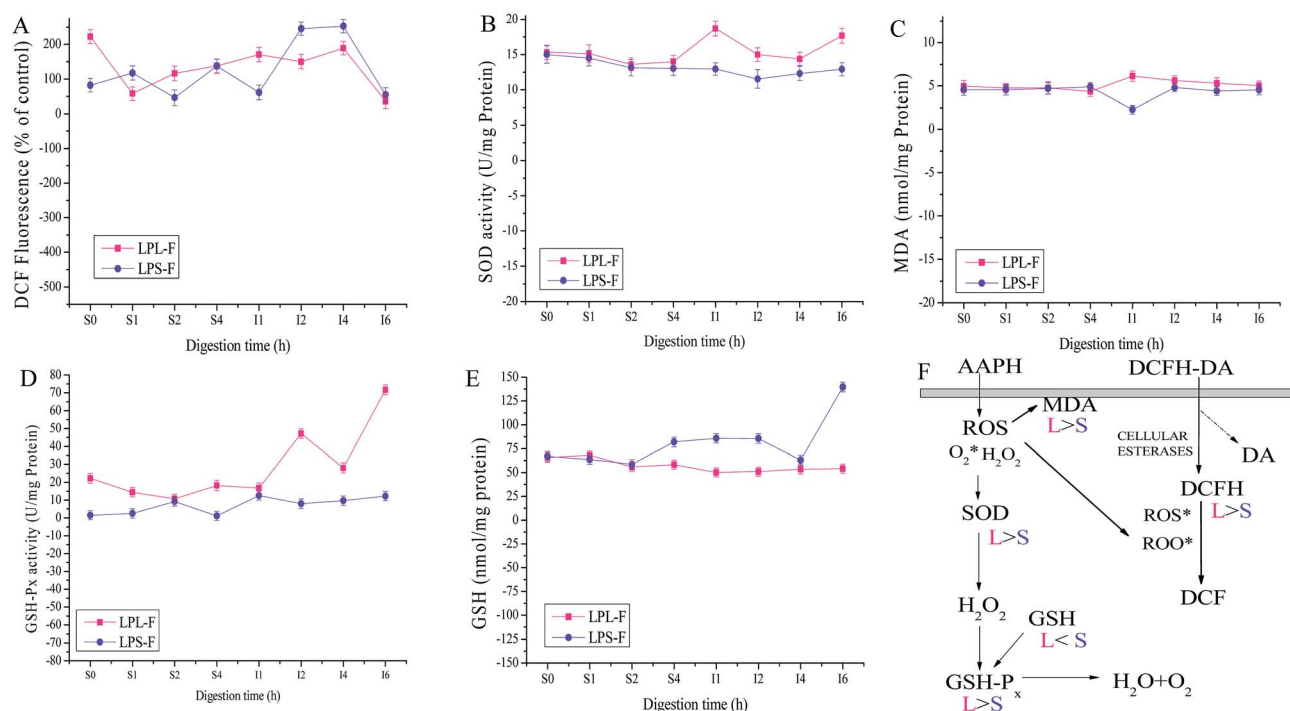 A
DCF Fluorescence (% of control)
200
100
0
-100
-200
-300
-400
-500
LPL-F
LPS-F
S0 S1 S2 S4 I1 I2 I4 I6
Digestion time (h)
B
SOD activity (U/mg Protein)
20
15
10
5
0
-5
-10
-15
-20
LPL-F
LPS-F
S0 S1 S2 S4 I1 I2 I4 I6
Digestion time (h)
C
MDA (nmol/mg Protein)
15
10
5
0
-5
-10
-15
-20
LPL-F
LPS-F
S0 S1 S2 S4 I1 I2 I4 I6
Digestion time (h)
D
GSH-Px activity (U/mg Protein)
80
70
60
50
40
30
20
10
0
-10
-20
-30
-40
-50
-60
-70
-80
LPL-F
LPS-F
S0 S1 S2 S4 I1 I2 I4 I6
Digestion time (h)
E
GSH (nmol/mg protein)
150
125
100
75
50
25
0
-25
-50
-75
-100
-125
-150
LPL-F
LPS-F
S0 S1 S2 S4 I1 I2 I4 I6
Digestion time (h)
F
AAPH DCFH-DA
MDA
L>S
ROS
O₂* H₂O₂
CELLULAR
ESTERASES
DA
DCFH
L>S
ROS*
ROO*
SOD
L>S
DCF
H₂O₂
GSH
L< S
GSH-Pₓ
L>S
H₂O+O₂